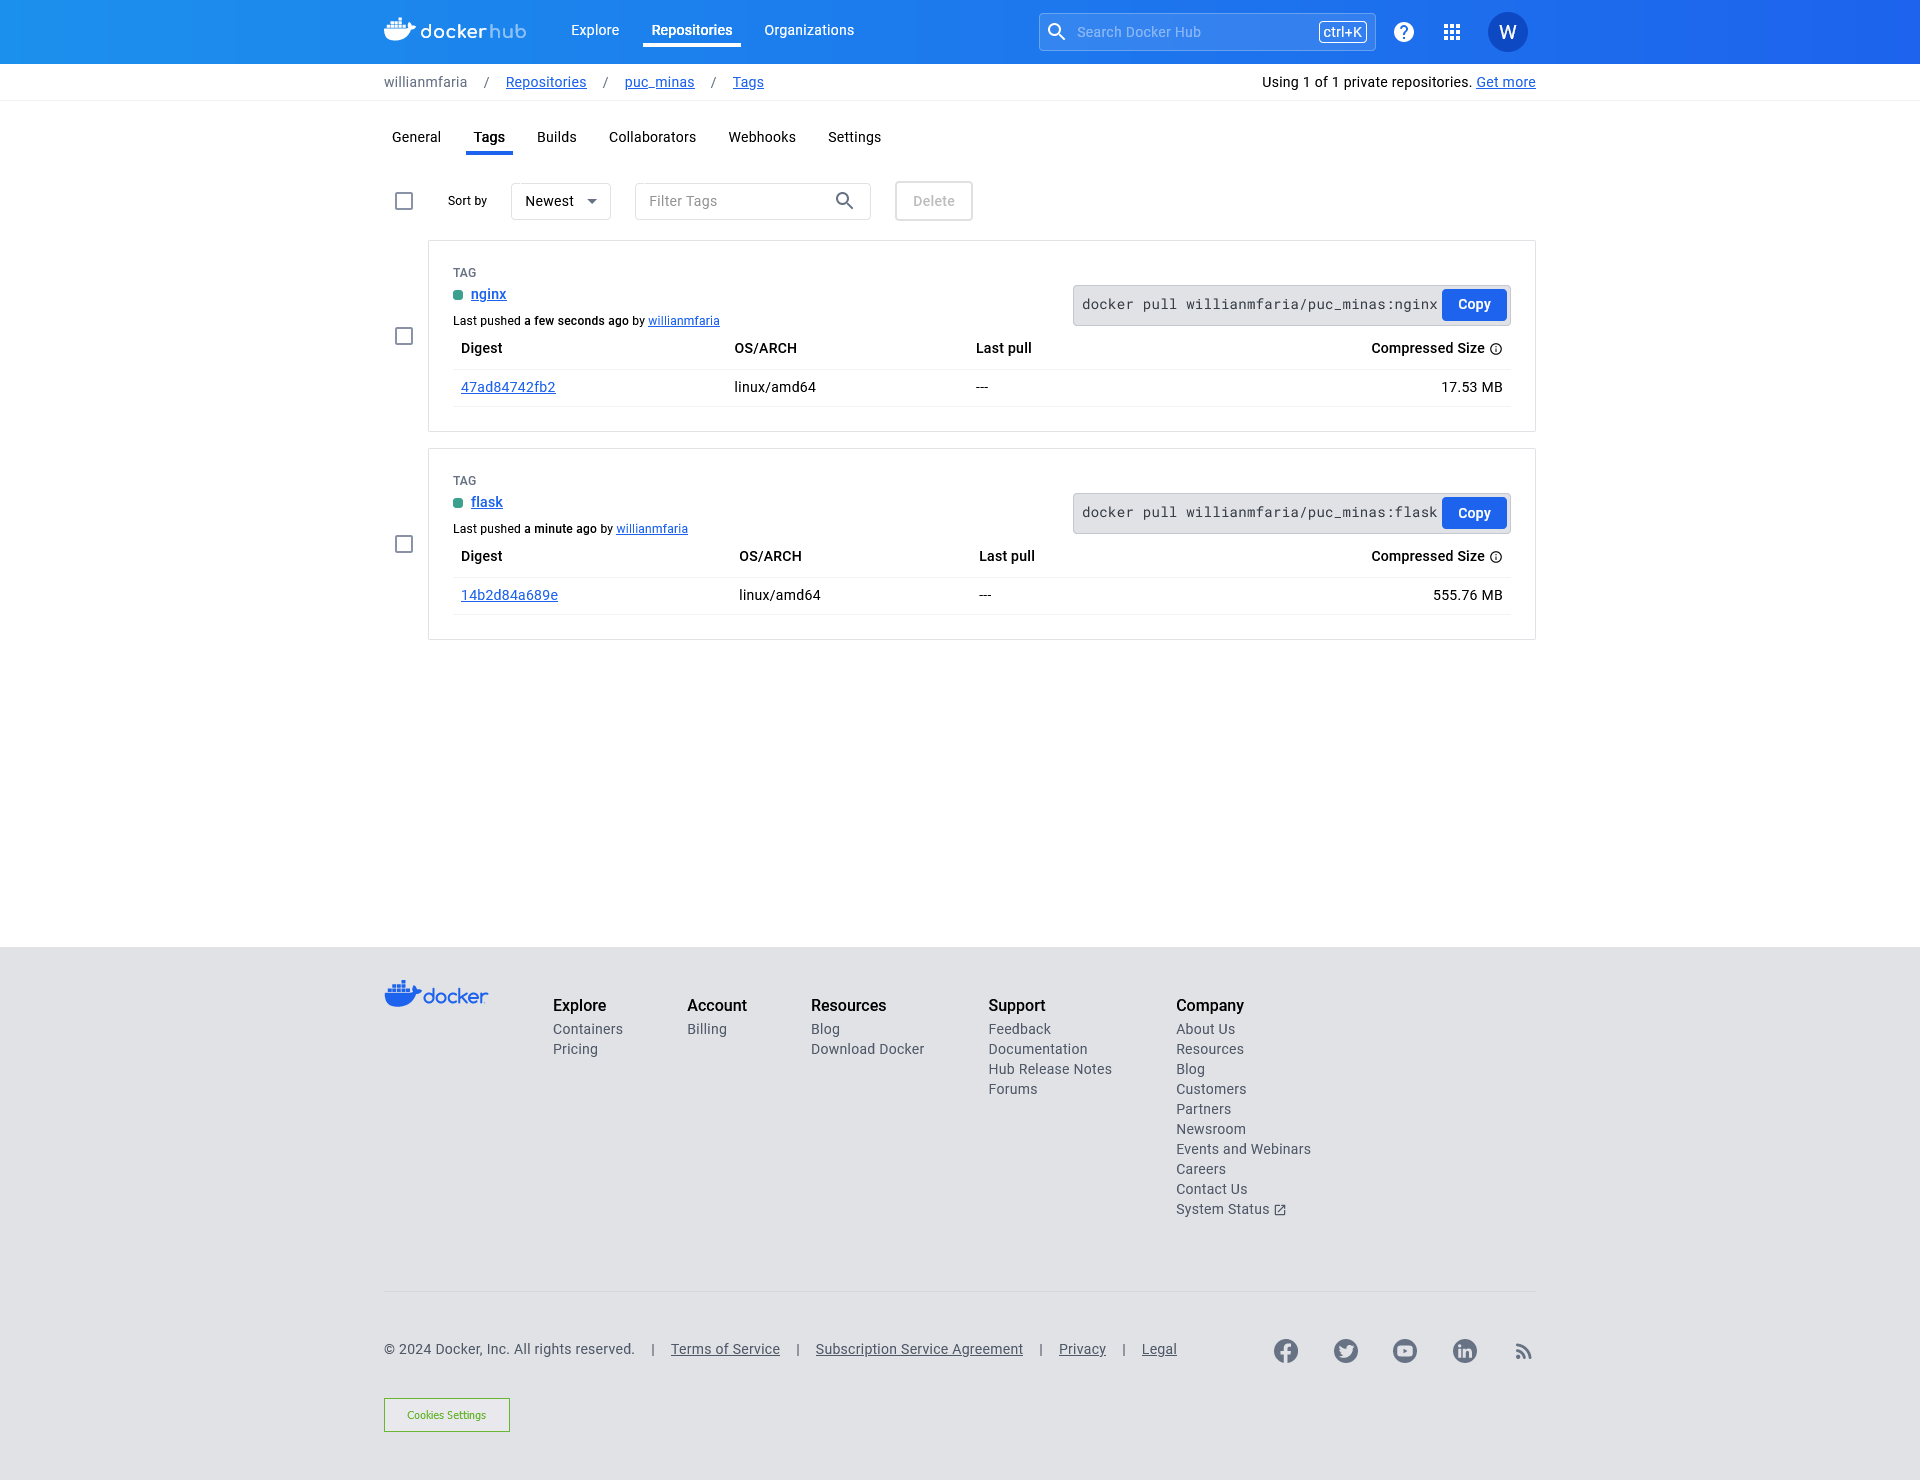 dockerhub Explore Repositories Organizations Search Docker Hub ctrl+K W
willianmfaria / Repositories / puc_minas / Tags Using 1 of 1 private repositories. Get more
General Tags Builds Collaborators Webhooks Settings
Sort by Newest Filter Tags Delete
TAG
nginx
docker pull willianmfaria/puc_minas:nginx Copy
Last pushed a few seconds ago by willianmfaria
Digest OS/ARCH Last pull Compressed Size
47ad84742fb2 linux/amd64 --- 17.53 MB
TAG
flask
docker pull willianmfaria/puc_minas:flask Copy
Last pushed a minute ago by willianmfaria
Digest OS/ARCH Last pull Compressed Size
14b2d84a689e linux/amd64 --- 555.76 MB
docker
Explore
Containers
Pricing
Account
Billing
Resources
Blog
Download Docker
Support
Feedback
Documentation
Hub Release Notes
Forums
Company
About Us
Resources
Blog
Customers
Partners
Newsroom
Events and Webinars
Careers
Contact Us
System Status
© 2024 Docker, Inc. All rights reserved. | Terms of Service | Subscription Service Agreement | Privacy | Legal
Cookies Settings